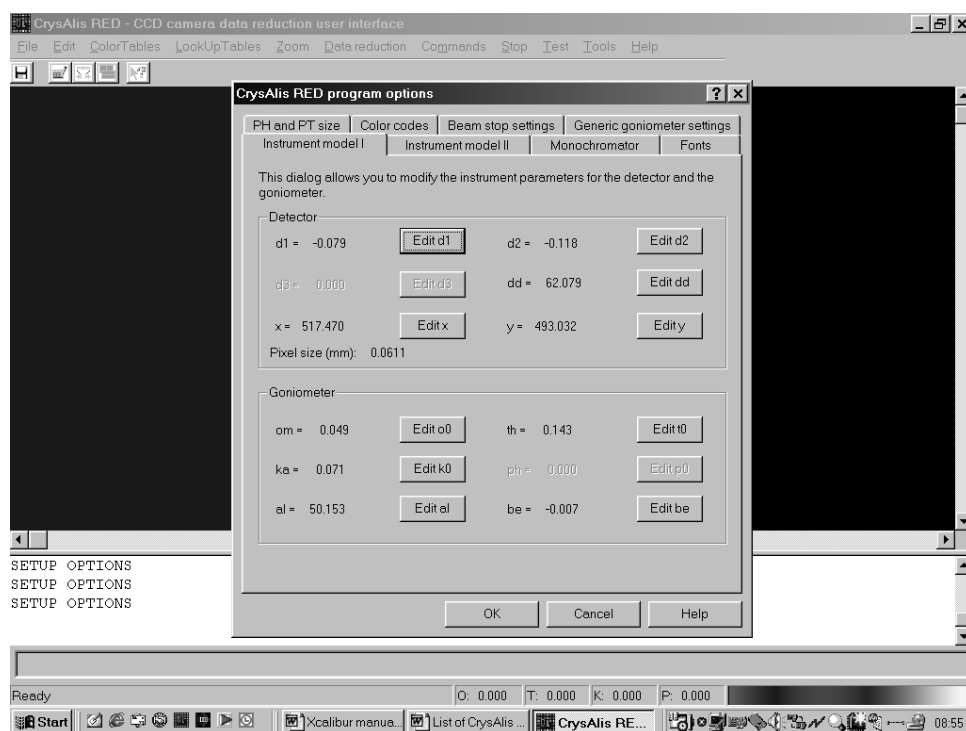 CrysAlis RED - CCD camera data reduction user interface
File Edit ColorTables LookUpTables Zoom Data reduction Commands Stop Test Tools Help
CrysAlis RED program options
PH and PT size Color codes Beam stop settings Generic goniometer settings
Instrument model I Instrument model II Monochromator Fonts
This dialog allows you to modify the instrument parameters for the detector and the
goniometer.
Detector
d1 = -0.079 Edit d1 d2 = -0.118 Edit d2
d3 = 0.000 Edit d3 dd = 62.079 Edit dd
x = 517.470 Edit x y = 493.032 Edit y
Pixel size (mm): 0.0611
Goniometer
om = 0.049 Edit o0 th = 0.143 Edit t0
ka = 0.071 Edit k0 ph = 0.000 Edit p0
al = 50.153 Edit al be = -0.007 Edit be
SETUP OPTIONS
SETUP OPTIONS
SETUP OPTIONS
OK Cancel Help
Ready O: 0.000 T: 0.000 K: 0.000 P: 0.000
Start Xcalibur manua... List of CrysAlis ... CrysAlis RE... 08:55